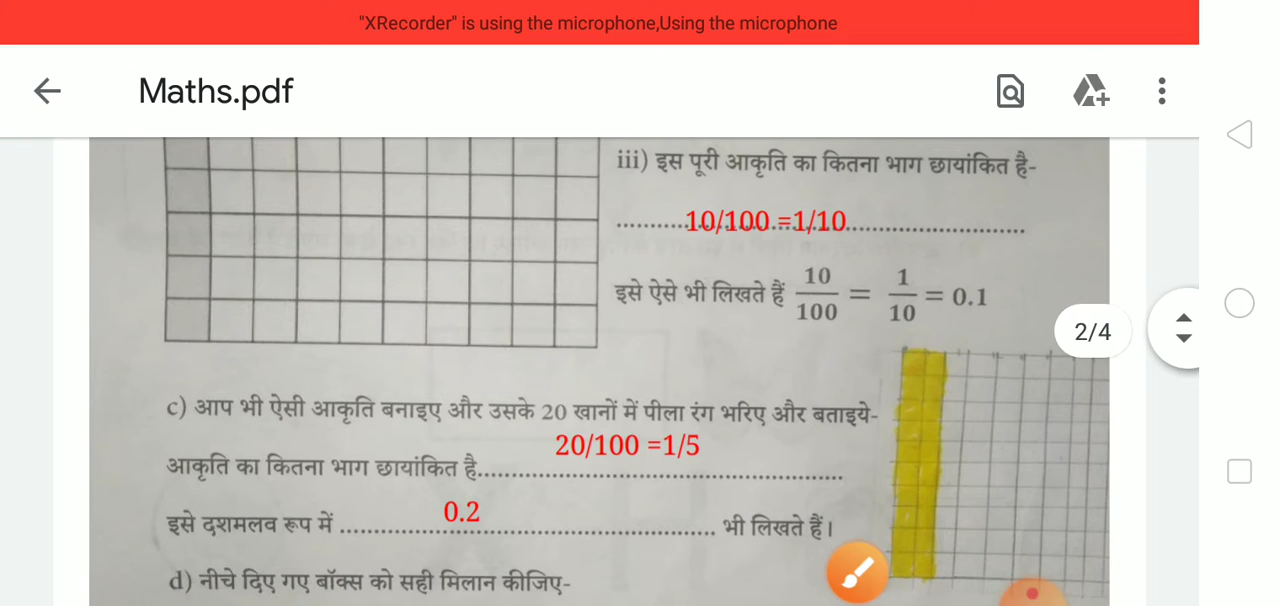 "XRecorder" is using the microphone,Using the microphone
Maths.pdf
iii) इस पूरी आकृति का कितना भाग छायांकित है-
..........10/100 =1/10..............................
इसे ऐसे भी लिखते हैं 10/100 = 1/10 = 0.1
2/4
c) आप भी ऐसी आकृति बनाइए और उसके 20 खानों में पीला रंग भरिए और बताइये-
20/100 =1/5
आकृति का कितना भाग छायांकित है............................................................
0.2
इसे दशमलव रूप में ............................................................ भी लिखते हैं।
d) नीचे दिए गए बॉक्स को सही मिलान कीजिए-